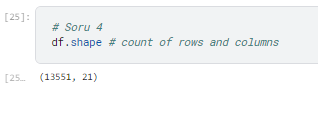 [25]:
# Soru 4
df.shape # count of rows and columns
[25…
(13551, 21)